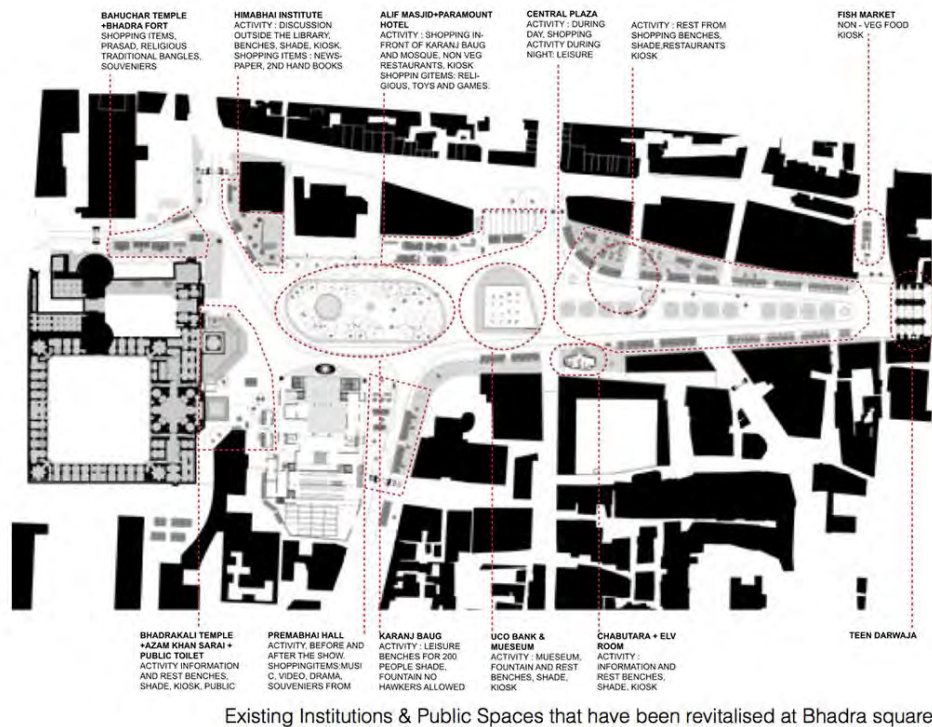 BAHUCHAR TEMPLE
+BHADRA FORT
SHOPPING ITEMS,
PRASAD, RELIGIOUS
TRADITIONAL BANGLES,
SOUVENIERS
HIMABHAI INSTITUTE
ACTIVITY : DISCUSSION
OUTSIDE THE LIBRARY,
BENCHES, SHADE, KIOSK.
SHOPPING ITEMS : NEWS-
PAPER, 2ND HAND BOOKS
ALIF MASJID+PARAMOUNT
HOTEL
ACTIVITY : SHOPPING IN-
FRONT OF KARANJ BAUG
AND MOSQUE, NON VEG
RESTAURANTS, KIOSK
SHOPPIN GITEMS: RELI-
GIOUS, TOYS AND GAMES.
CENTRAL PLAZA
ACTIVITY : DURING
DAY, SHOPPING
ACTIVITY DURING
NIGHT: LEISURE
ACTIVITY : REST FROM
SHOPPING BENCHES,
SHADE,RESTAURANTS
KIOSK
FISH MARKET
NON - VEG FOOD
KIOSK
BHADRAKALI TEMPLE
+AZAM KHAN SARAI +
PUBLIC TOILET
ACTIVITY INFORMATION
AND REST BENCHES,
SHADE, KIOSK, PUBLIC
PREMABHAI HALL
ACTIVITY, BEFORE AND
AFTER THE SHOW.
SHOPPINGITEMS:MUSI
C, VIDEO, DRAMA,
SOUVENIERS FROM
KARANJ BAUG
ACTIVITY : LEISURE
BENCHES FOR 200
PEOPLE SHADE,
FOUNTAIN NO
HAWKERS ALLOWED
UCO BANK &
MUESEUM
ACTIVITY : MUESEUM,
FOUNTAIN AND REST
BENCHES, SHADE,
KIOSK
CHABUTARA + ELV
ROOM
ACTIVITY :
INFORMATION AND
REST BENCHES,
SHADE, KIOSK
TEEN DARWAJA
Existing Institutions & Public Spaces that have been revitalised at Bhadra square